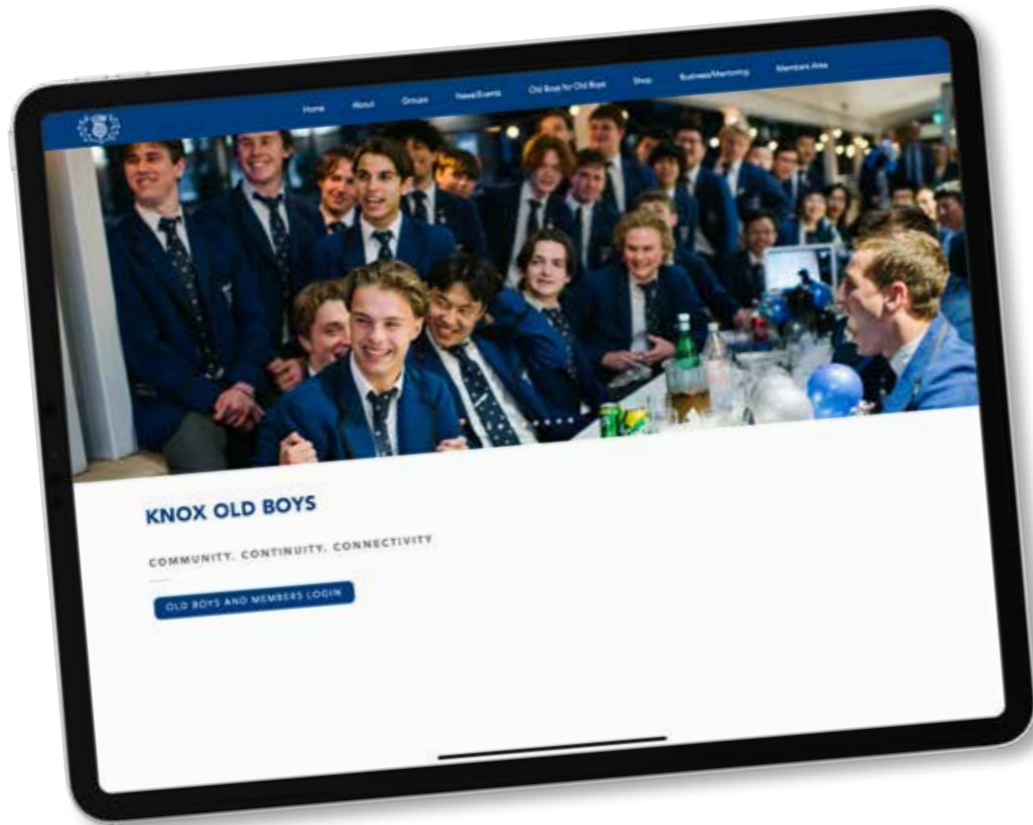 Home About Groups News/Events Old Boys for Old Boys Shop Business/Mentoring Members Area
KNOX OLD BOYS
COMMUNITY. CONTINUITY. CONNECTIVITY
OLD BOYS AND MEMBERS LOGIN